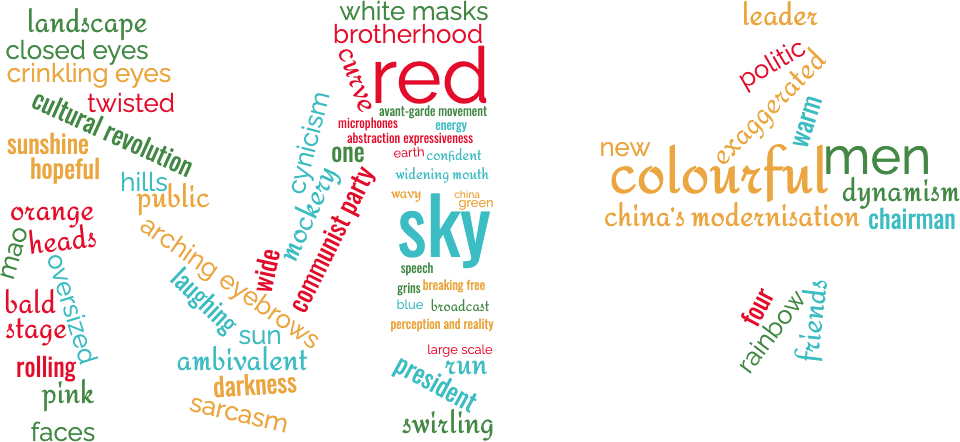 landscape
closed eyes
crinkling eyes
twisted
cultural revolution
sunshine
hopeful
hills
public
orange
heads
mao
oversized
bald
stage
rolling
pink
faces
arching eyebrows
laughing
sun
ambivalent
darkness
sarcasm
wide
mockery
cynicism
communist party
one
white masks
brotherhood
curve
red
avant-garde movement
microphones
energy
abstraction expressiveness
earth
confident
widening mouth
wavy
china
green
sky
speech
grins
breaking free
blue
broadcast
perception and reality
large scale
run
president
swirling
leader
politic
exaggerated
warm
new
colourful
men
dynamism
china's modernisation
chairman
four
rainbow
friends